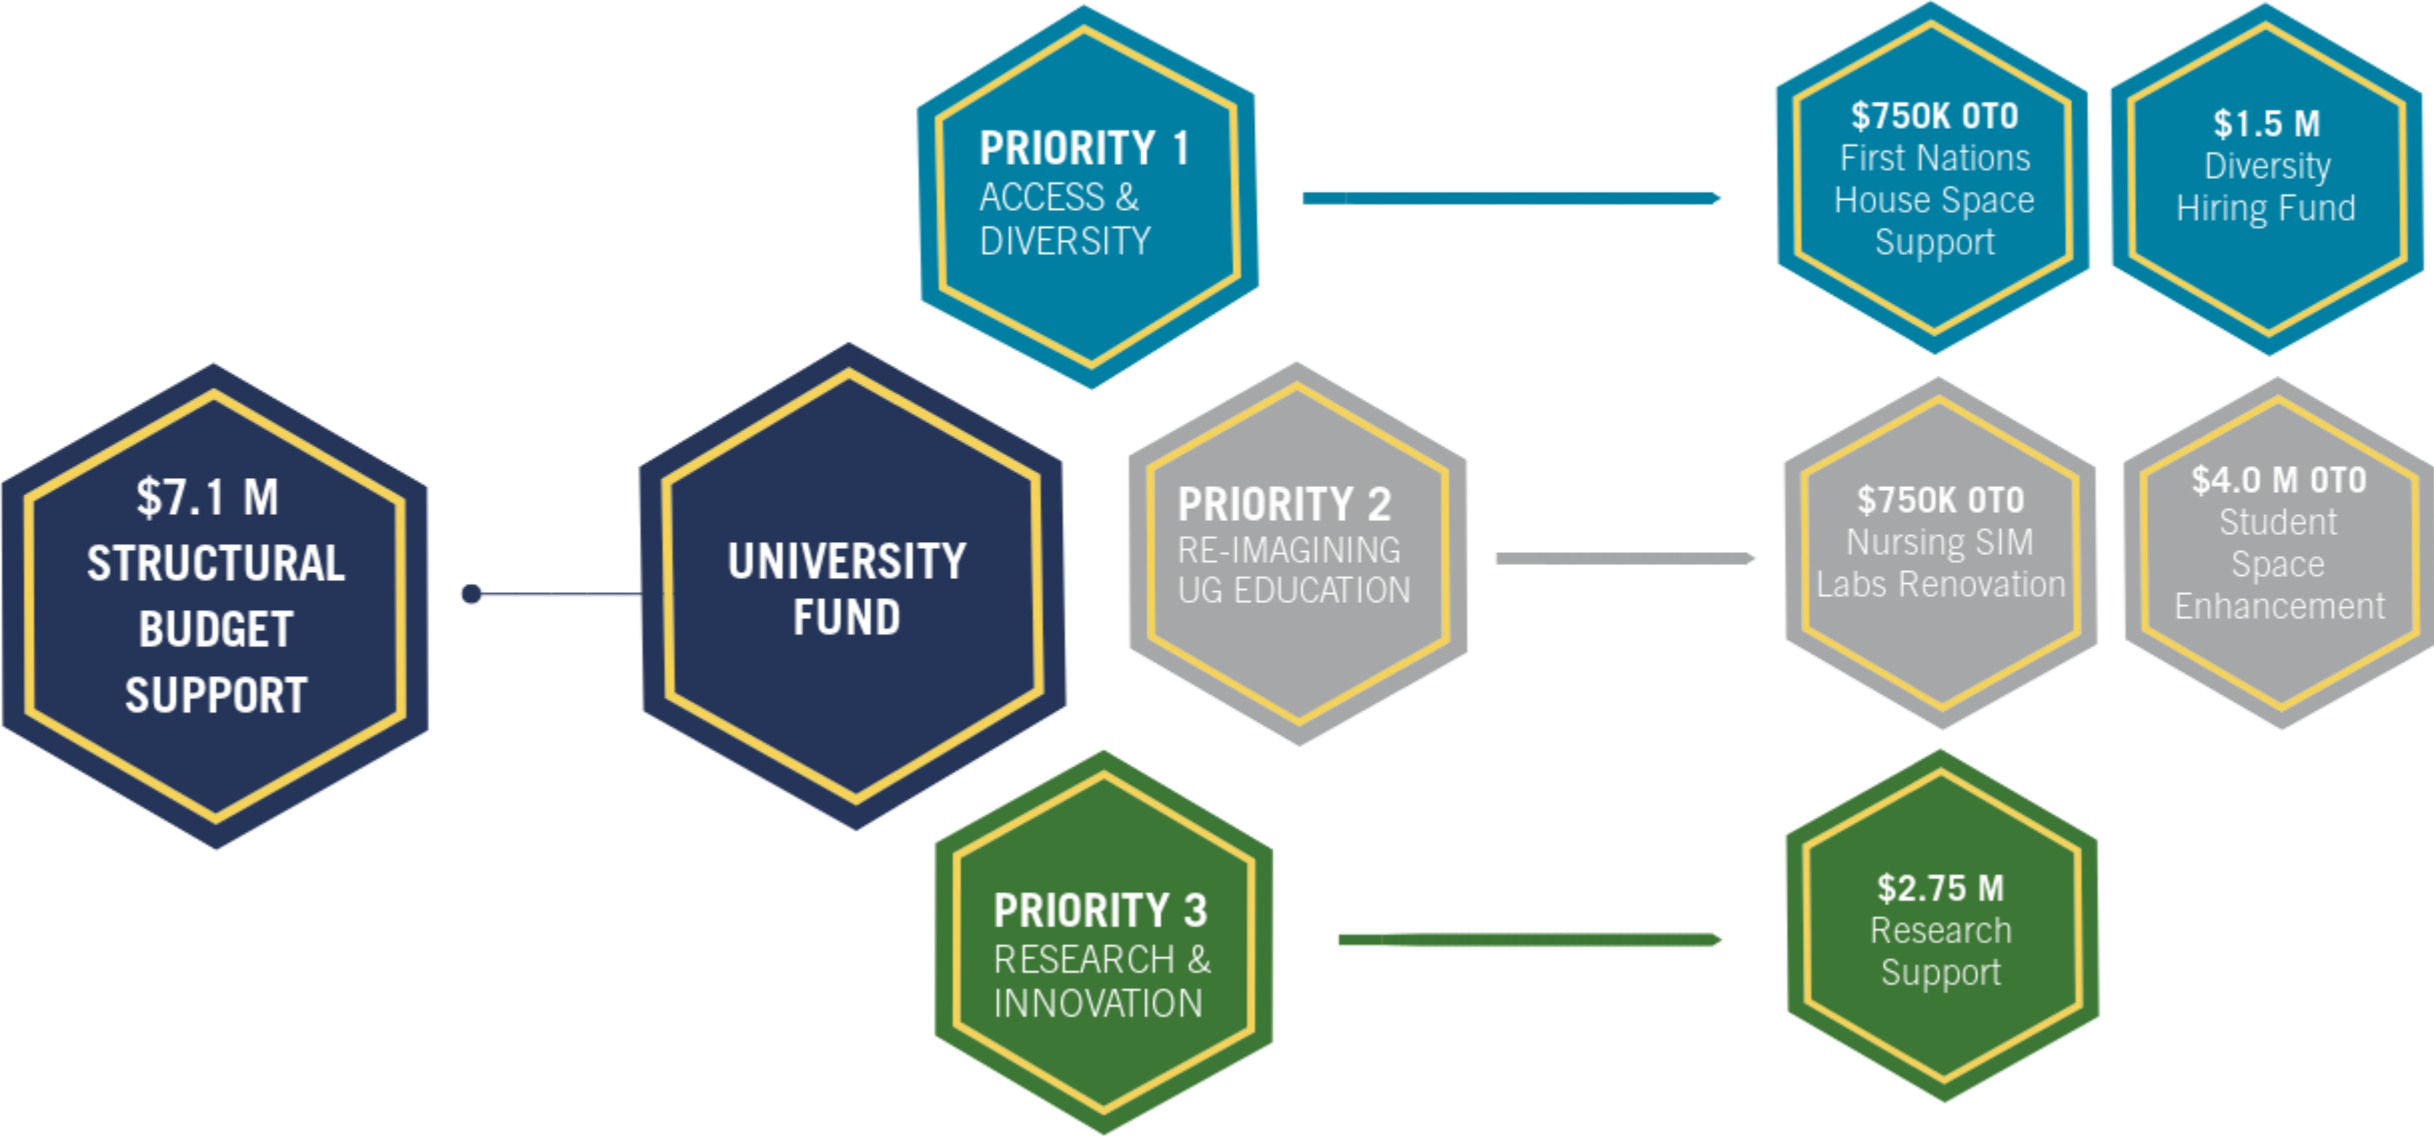 $7.1 M
STRUCTURAL
BUDGET
SUPPORT
UNIVERSITY
FUND
PRIORITY 1
ACCESS &
DIVERSITY
$750K OTO
First Nations
House Space
Support
$1.5 M
Diversity
Hiring Fund
PRIORITY 2
RE-IMAGINING
UG EDUCATION
$750K OTO
Nursing SIM
Labs Renovation
$4.0 M OTO
Student
Space
Enhancement
PRIORITY 3
RESEARCH &
INNOVATION
$2.75 M
Research
Support